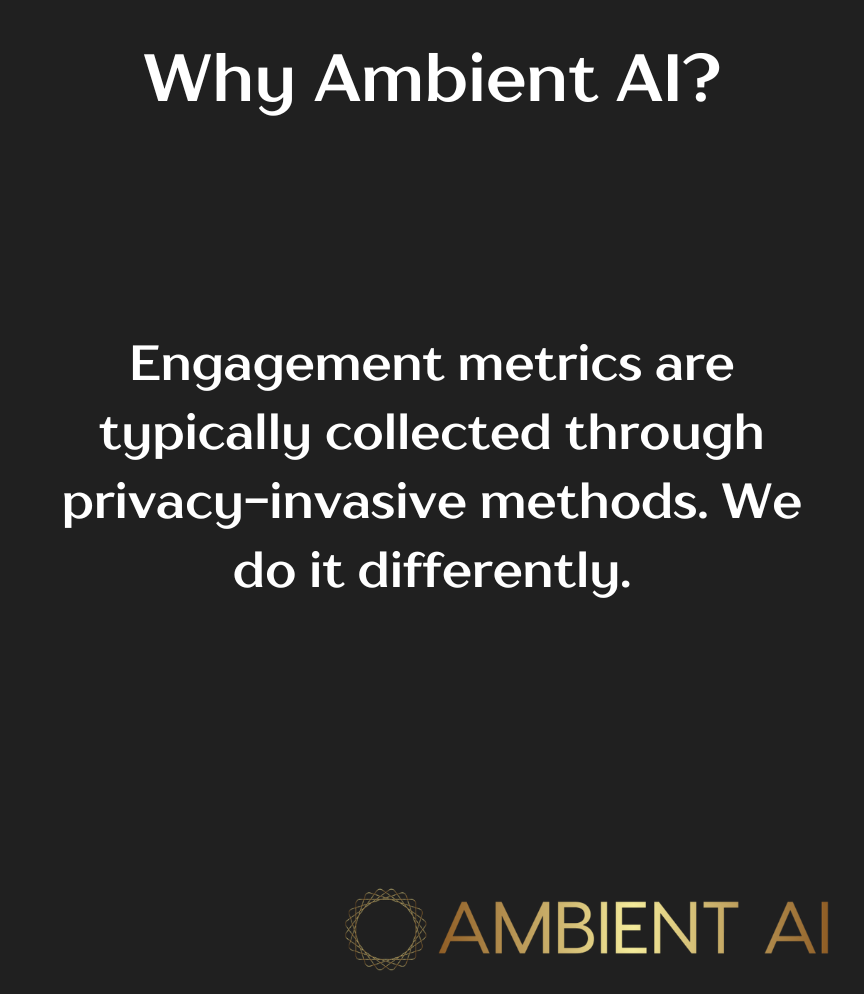 Why Ambient AI?
Engagement metrics are
typically collected through
privacy-invasive methods. We
do it differently.
AMBIENT AI